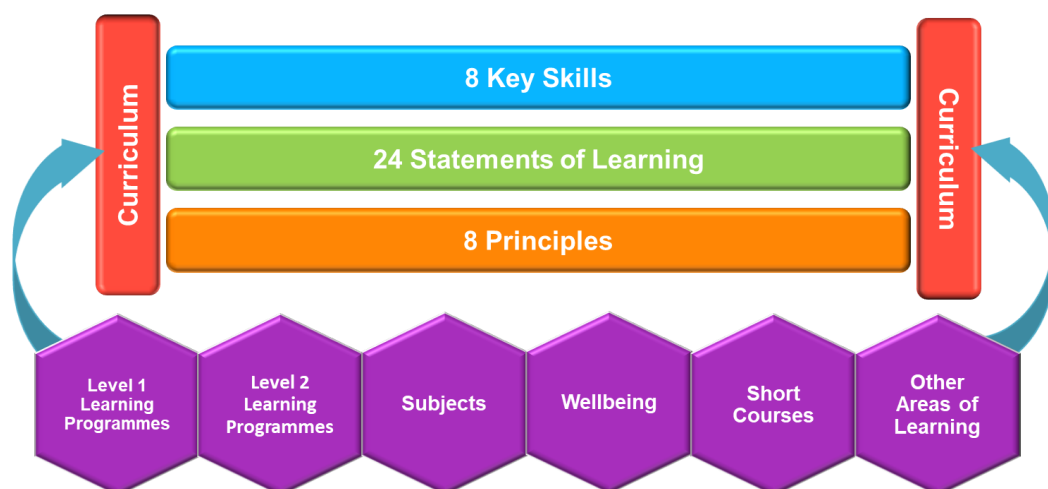 Curriculum
8 Key Skills
24 Statements of Learning
8 Principles
Curriculum
Level 1
Learning
Programmes
Level 2
Learning
Programmes
Subjects
Wellbeing
Short
Courses
Other
Areas of
Learning